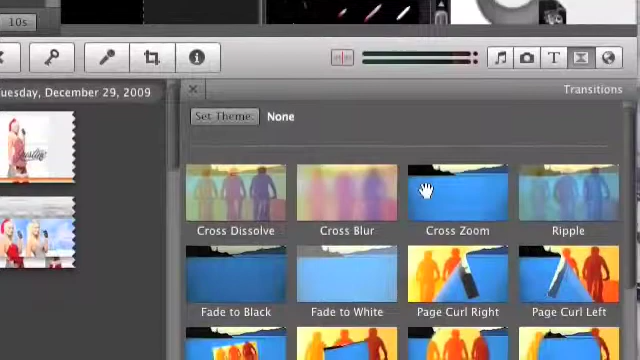 10s
uesday, December 29, 2009
Transitions
Set Theme: None
Cross Dissolve
Cross Blur
Cross Zoom
Ripple
Fade to Black
Fade to White
Page Curl Right
Page Curl Left
T